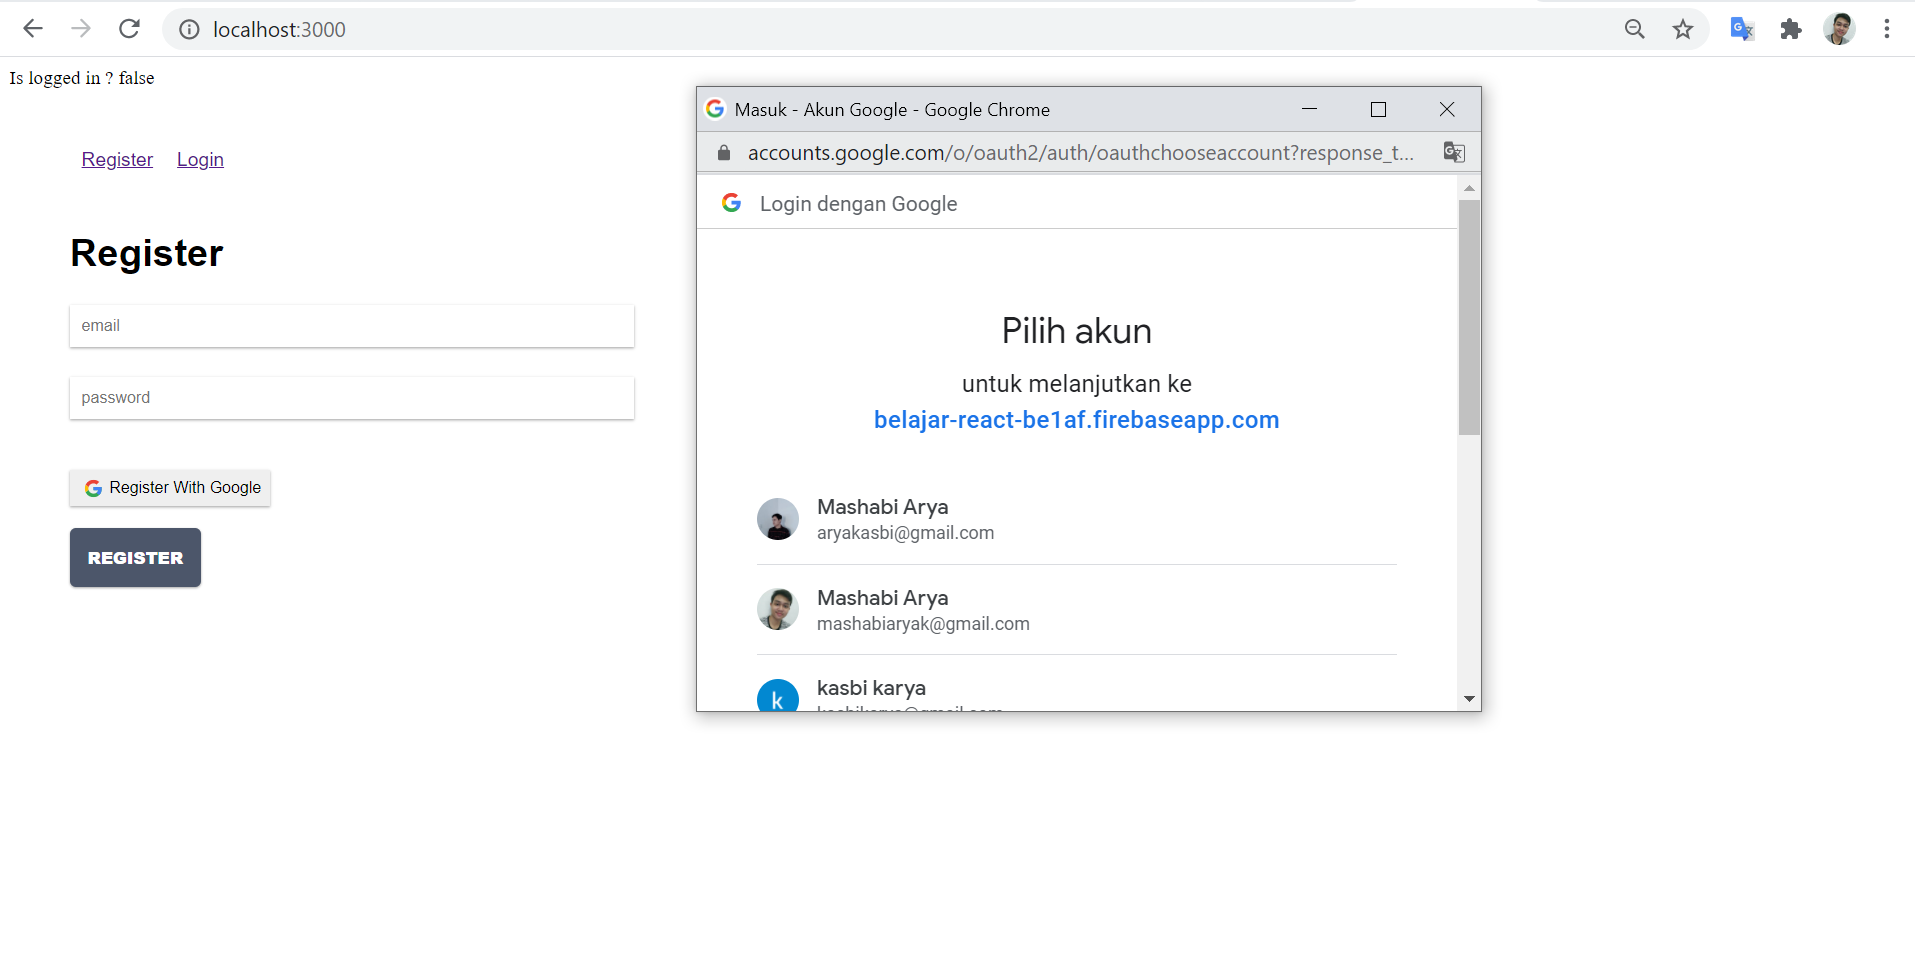 localhost:3000
Is logged in ? false
Register Login
Register
email
password
Register With Google
REGISTER
Masuk - Akun Google - Google Chrome
accounts.google.com/o/oauth2/auth/oauthchooseaccount?response_t...
Login dengan Google
Pilih akun
untuk melanjutkan ke
belajar-react-be1af.firebaseapp.com
Mashabi Arya
aryakasbi@gmail.com
Mashabi Arya
mashabiaryak@gmail.com
k
kasbi karya